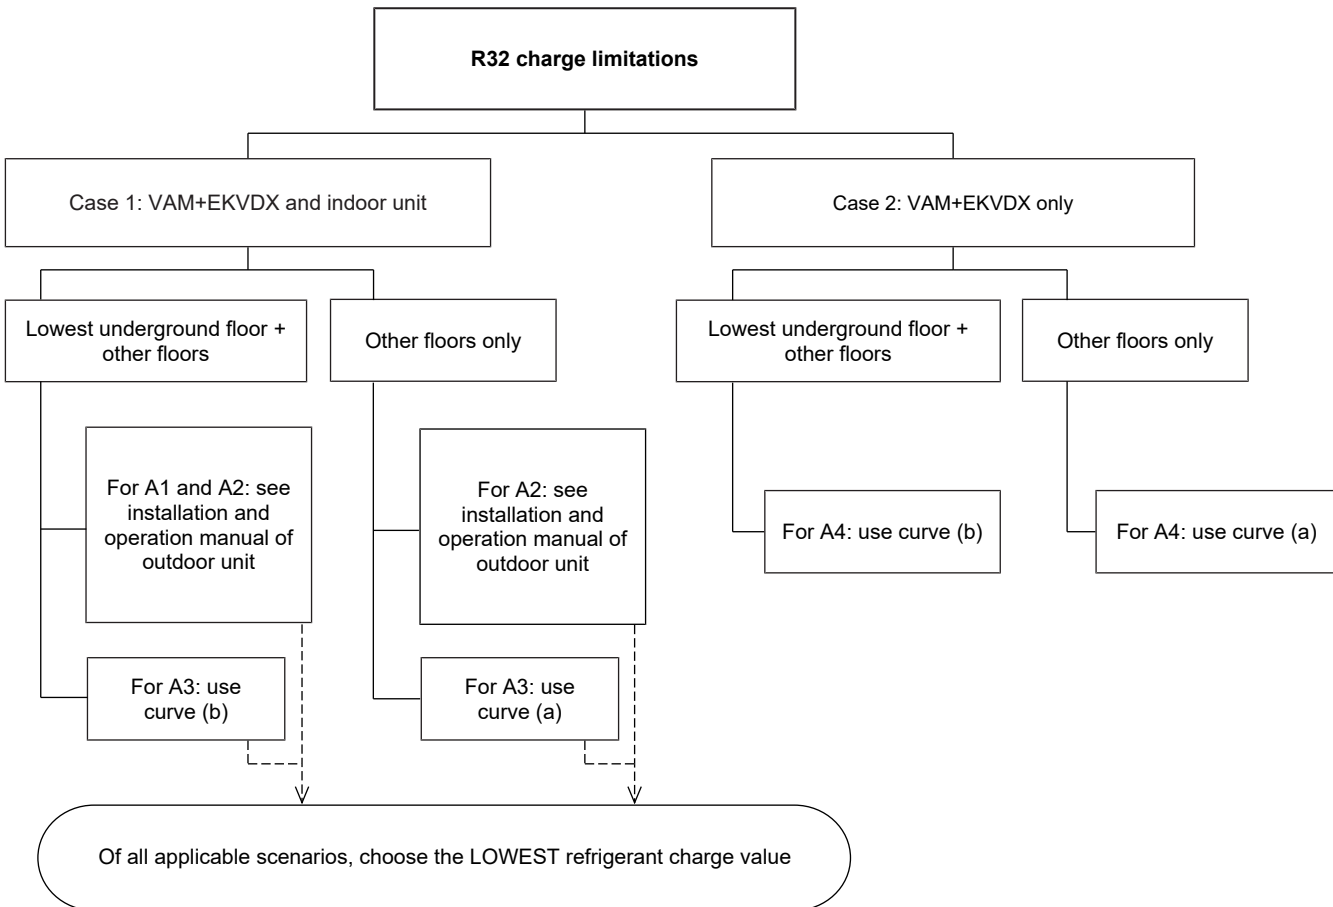 R32 charge limitations
Case 1: VAM+EKVDX and indoor unit
Case 2: VAM+EKVDX only
Lowest underground floor +
other floors
Other floors only
Lowest underground floor +
other floors
Other floors only
For A1 and A2: see
installation and
operation manual of
outdoor unit
For A2: see
installation and
operation manual of
outdoor unit
For A4: use curve (b)
For A4: use curve (a)
For A3: use
curve (b)
For A3: use
curve (a)
Of all applicable scenarios, choose the LOWEST refrigerant charge value